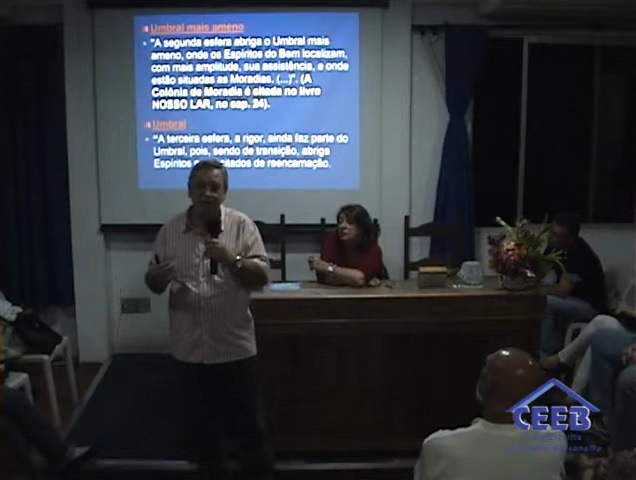 Umbral mais ameno
"A segunda esfera abriga o Umbral mais
ameno, onde os Espíritos do Bem localizam,
com mais amplitude, sua assistência, e onde
estão situadas as Moradias. (...)". (A
Colônia de Moradia é citada no livro
NOSSO LAR, no cap. 24).
Umbral
"A terceira esfera, a rigor, ainda faz parte do
Umbral, pois, sendo de transição, abriga
Espíritos necessitados de reencarnação.
CEEB